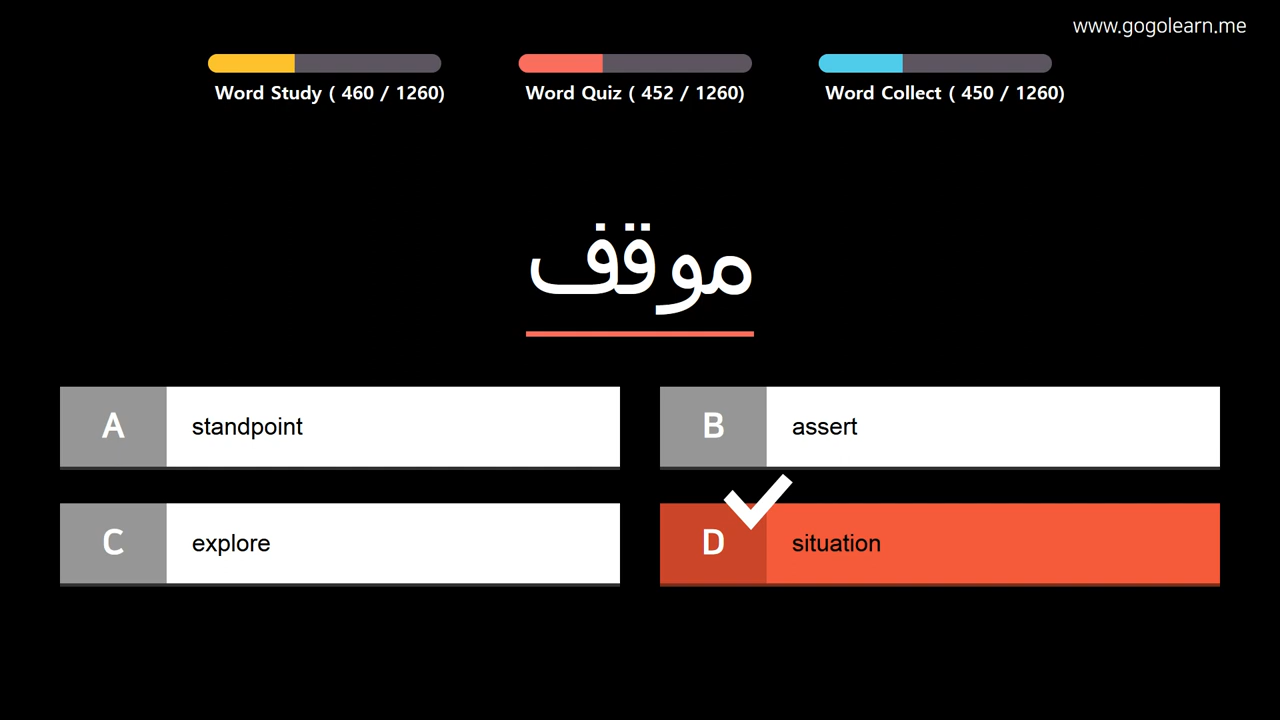 www.gogolearn.me
Word Study ( 460 / 1260)
Word Quiz ( 452 / 1260)
Word Collect ( 450 / 1260)
موقف
A standpoint
B assert
C explore
D situation